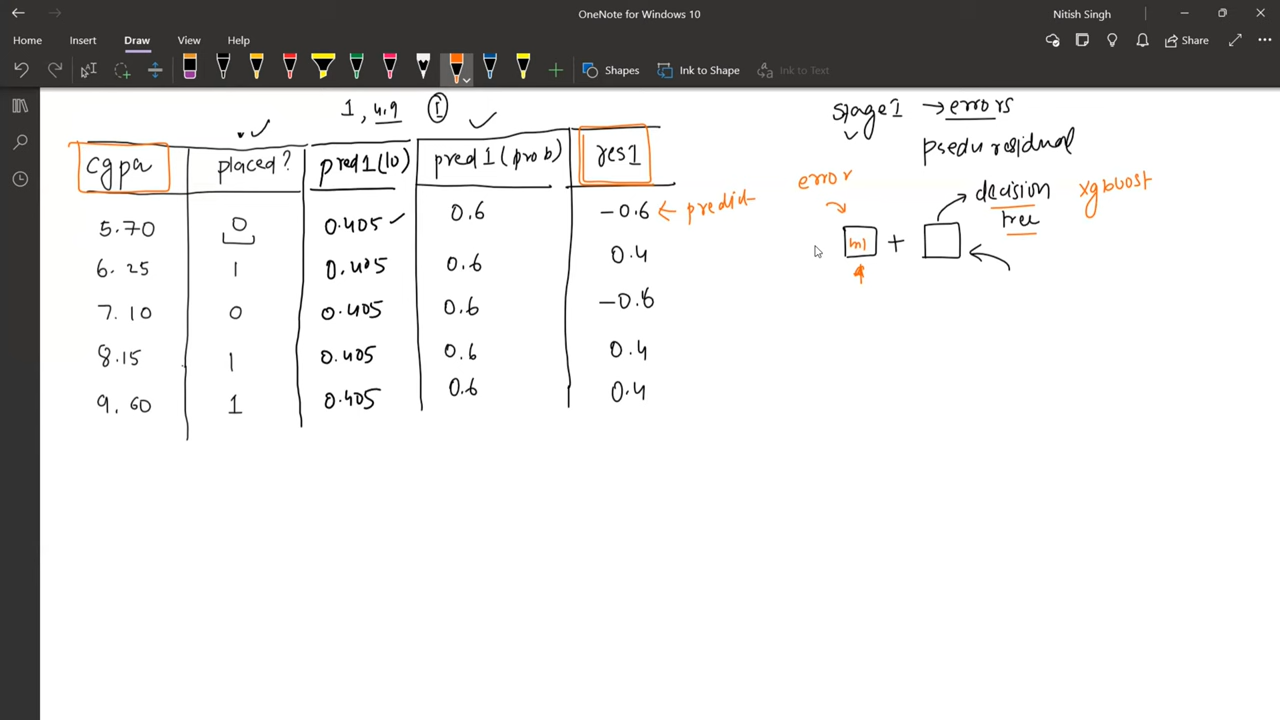 OneNote for Windows 10
Nitish Singh
Home Insert Draw View Help
Share
Shapes
Ink to Shape
Ink to Text
1, 4.9 I
cgpa placed? pred1(lo) pred1(prob) res1
5.70 0 0.405 0.6 -0.6 ← predict
6.25 1 0.405 0.6 0.4
7.10 0 0.405 0.6 -0.6
8.15 1 0.405 0.6 0.4
9.60 1 0.405 0.6 0.4
stage 1 → errors
psedu residual
error
decision
tree
xgboost
m1 +